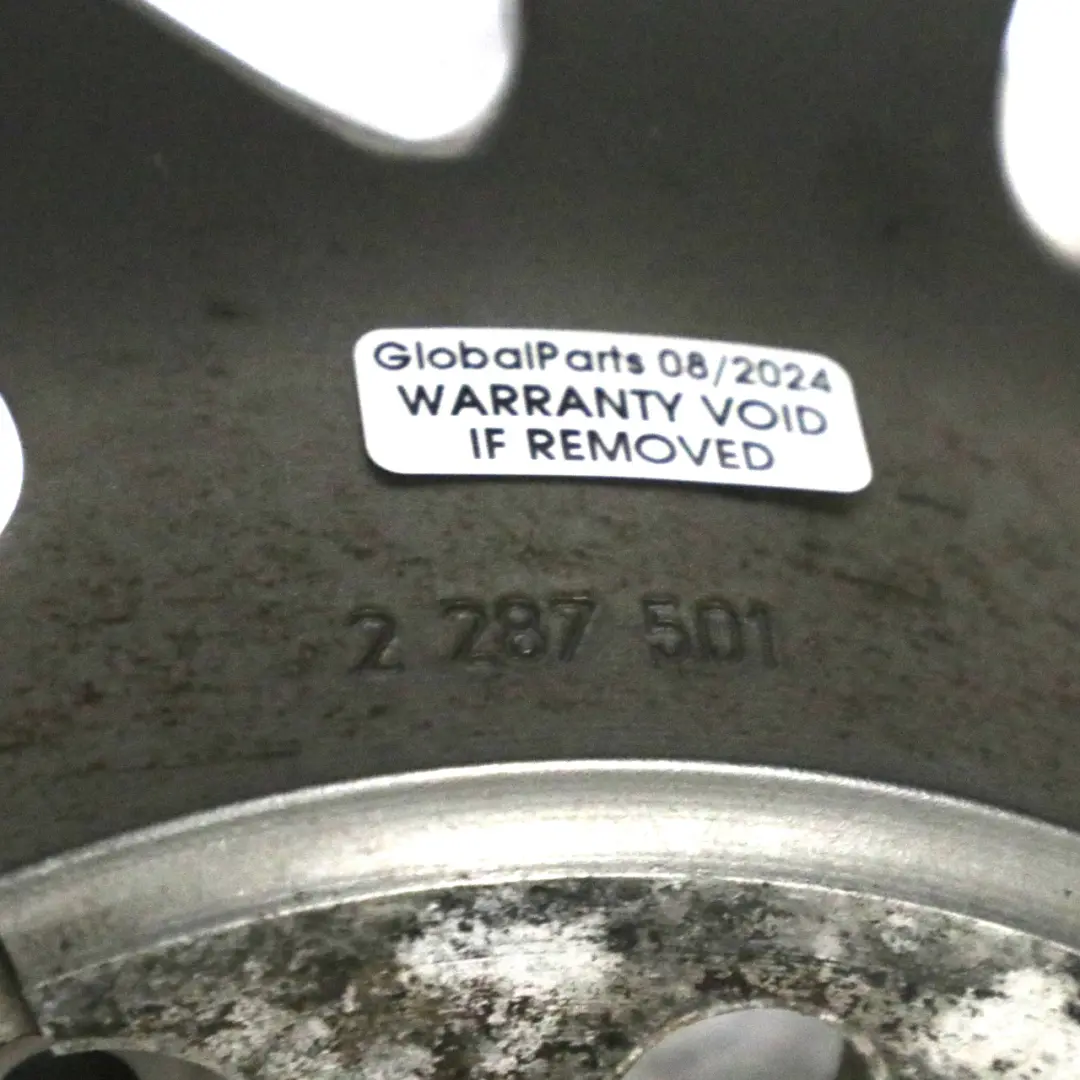 GlobalParts 08/2024
WARRANTY VOID
IF REMOVED
2 287 501